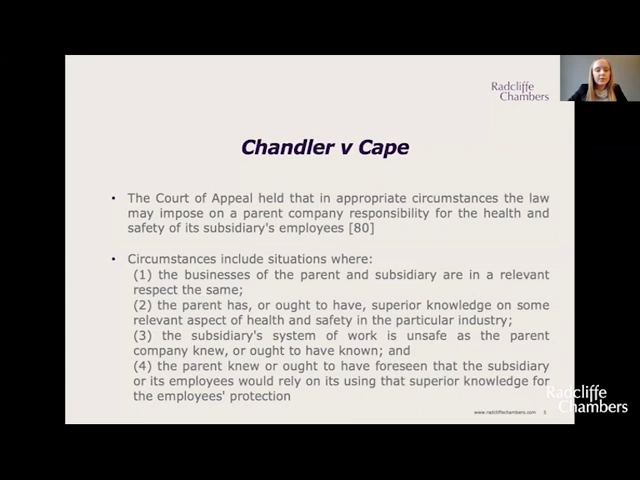 Radcliffe
Chambers
Chandler v Cape
• The Court of Appeal held that in appropriate circumstances the law
may impose on a parent company responsibility for the health and
safety of its subsidiary's employees [80]
• Circumstances include situations where:
(1) the businesses of the parent and subsidiary are in a relevant
respect the same;
(2) the parent has, or ought to have, superior knowledge on some
relevant aspect of health and safety in the particular industry;
(3) the subsidiary's system of work is unsafe as the parent
company knew, or ought to have known; and
(4) the parent knew or ought to have foreseen that the subsidiary
or its employees would rely on its using that superior knowledge for
the employees' protection
www.radcliffechambers.com
Radcliffe
Chambers